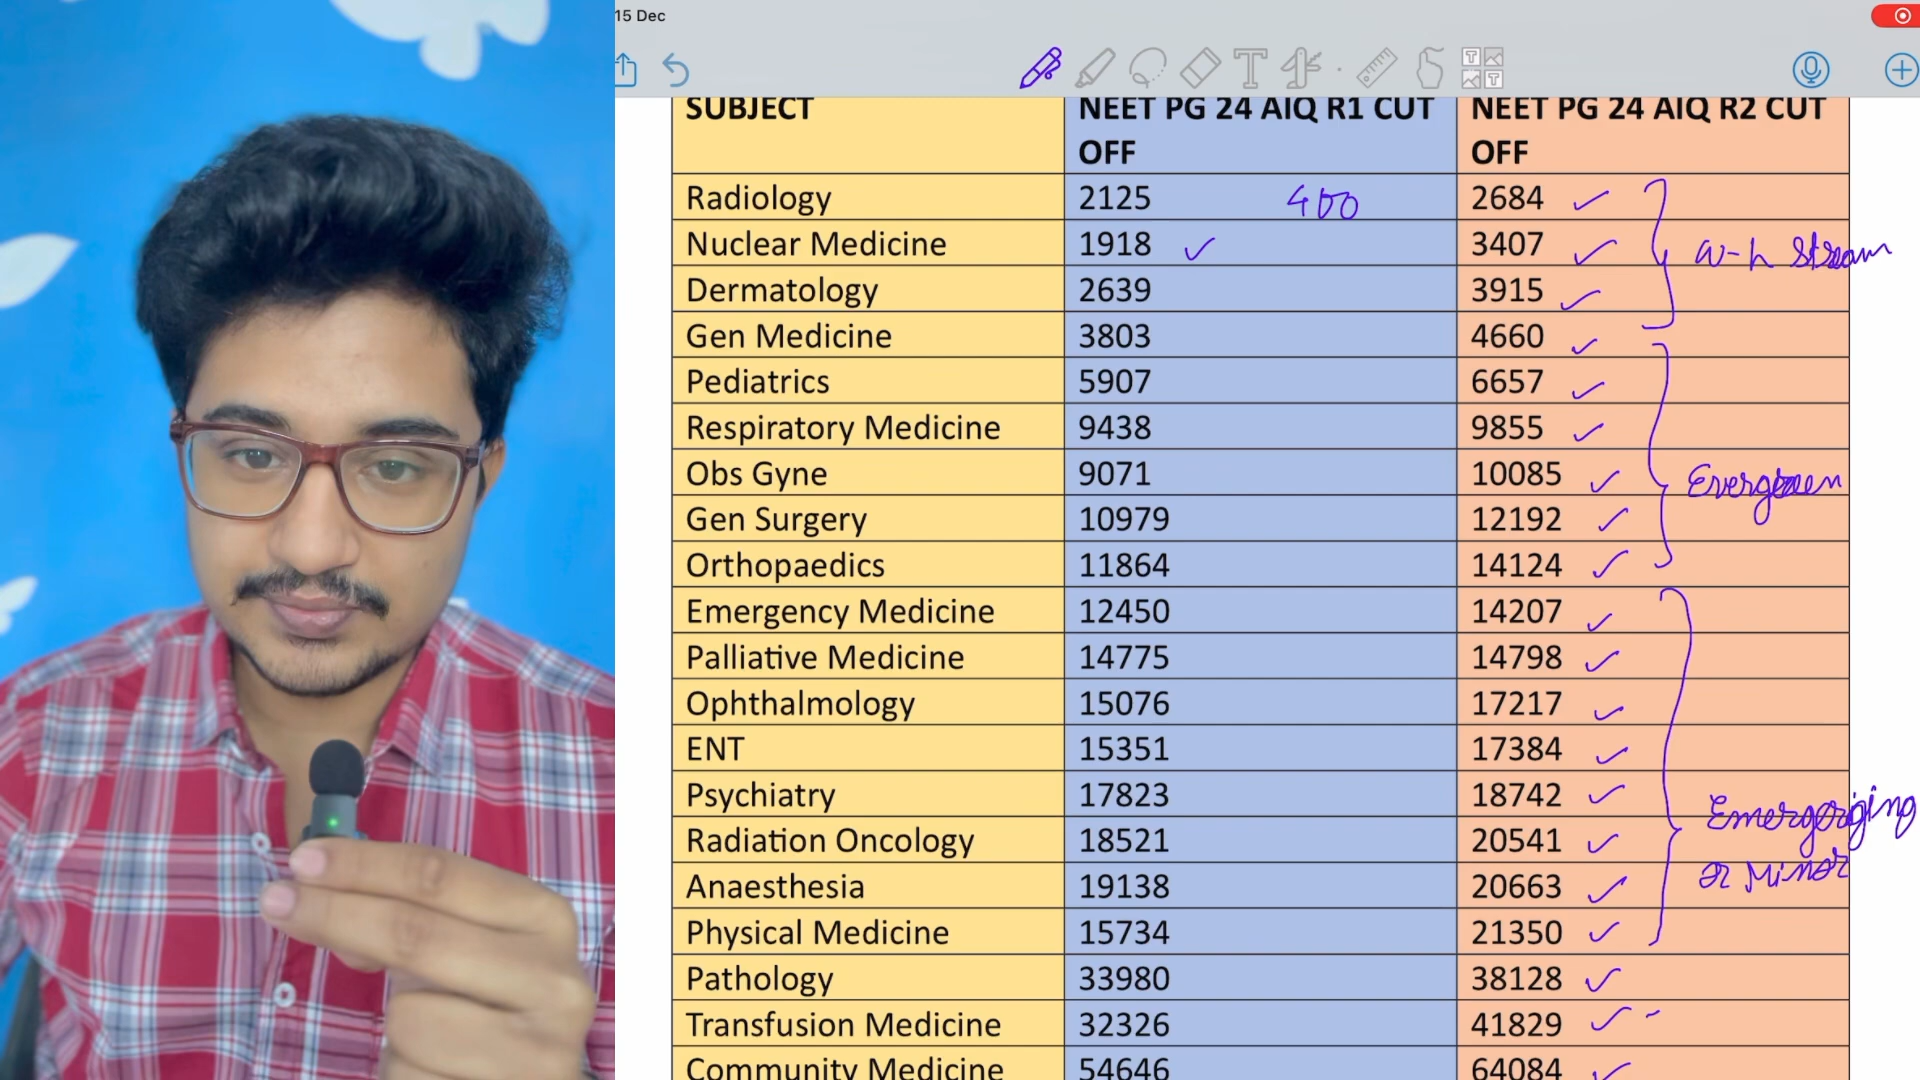 15 Dec
SUBJECT NEET PG 24 AIQ R1 CUT OFF NEET PG 24 AIQ R2 CUT OFF
Radiology 2125 400 2684
Nuclear Medicine 1918 3407
Dermatology 2639 3915
Gen Medicine 3803 4660
Pediatrics 5907 6657
Respiratory Medicine 9438 9855
Obs Gyne 9071 10085
Evergreen
Gen Surgery 10979 12192
Orthopaedics 11864 14124
Emergency Medicine 12450 14207
Palliative Medicine 14775 14798
Ophthalmology 15076 17217
ENT 15351 17384
Psychiatry 17823 18742
Radiation Oncology 18521 20541
or Minor
Anaesthesia 19138 20663
Physical Medicine 15734 21350
Pathology 33980 38128
Transfusion Medicine 32326 41829
Community Medicine 54646 64084